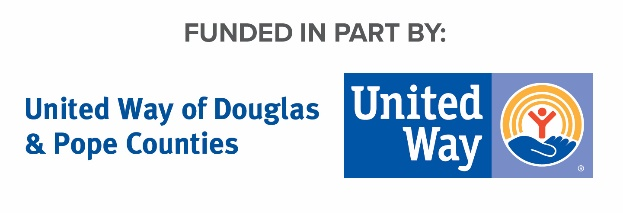 FUNDED IN PART BY:
United Way of Douglas
& Pope Counties
United
Way
®